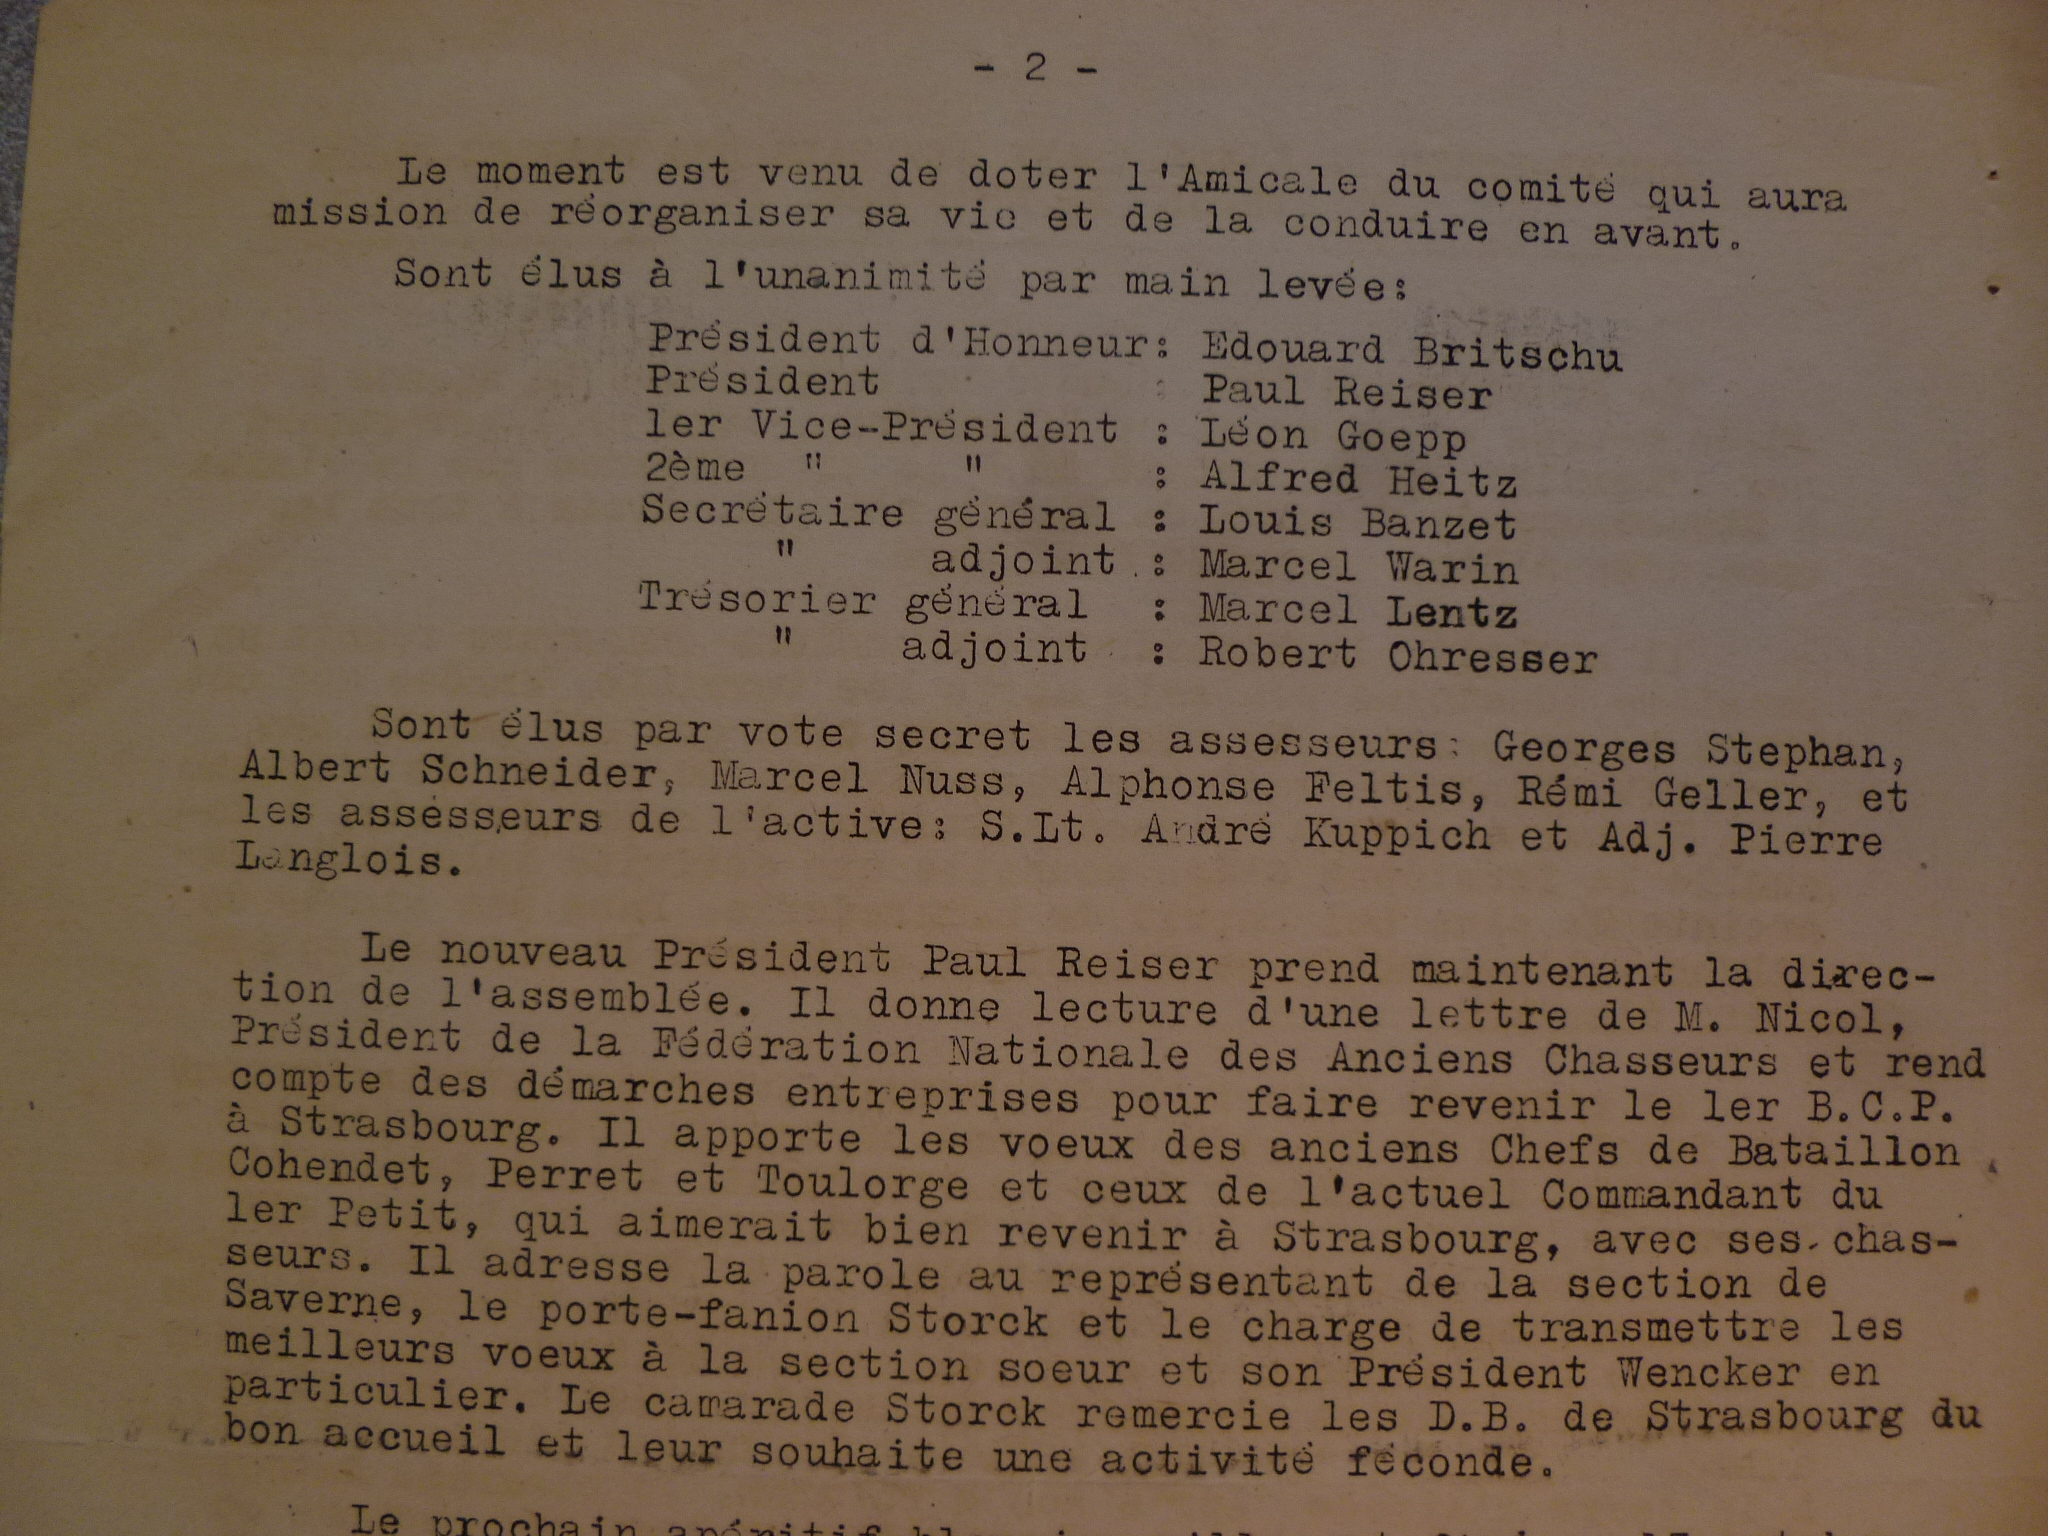 - 2 -
Le moment est venu de doter l'Amicale du comité qui aura
mission de réorganiser sa vie et de la conduire en avant.
Sont élus à l'unanimité par main levée:
Président d'Honneur: Edouard Britschu
Président : Paul Reiser
1er Vice-Président : Léon Goepp
2ème " " : Alfred Heitz
Secrétaire général : Louis Banzet
" adjoint : Marcel Warin
Trésorier général : Marcel Lentz
" adjoint : Robert Ohresser
Sont élus par vote secret les assesseurs: Georges Stephan,
Albert Schneider, Marcel Nuss, Alphonse Feltis, Rémi Geller, et
les assesseurs de l'active: S.Lt. André Kuppich et Adj. Pierre
Langlois.
Le nouveau Président Paul Reiser prend maintenant la direc-
tion de l'assemblée. Il donne lecture d'une lettre de M. Nicol,
Président de la Fédération Nationale des Anciens Chasseurs et rend
compte des démarches entreprises pour faire revenir le 1er B.C.P.
à Strasbourg. Il apporte les voeux des anciens Chefs de Bataillon
Cohendet, Perret et Toulorge et ceux de l'actuel Commandant du
1er Petit, qui aimerait bien revenir à Strasbourg, avec ses chas-
seurs. Il adresse la parole au représentant de la section de
Saverne, le porte-fanion Storck et le charge de transmettre les
meilleurs voeux à la section soeur et son Président Wencker en
particulier. Le camarade Storck remercie les D.B. de Strasbourg du
bon accueil et leur souhaite une activité féconde.
Le prochain apéritif